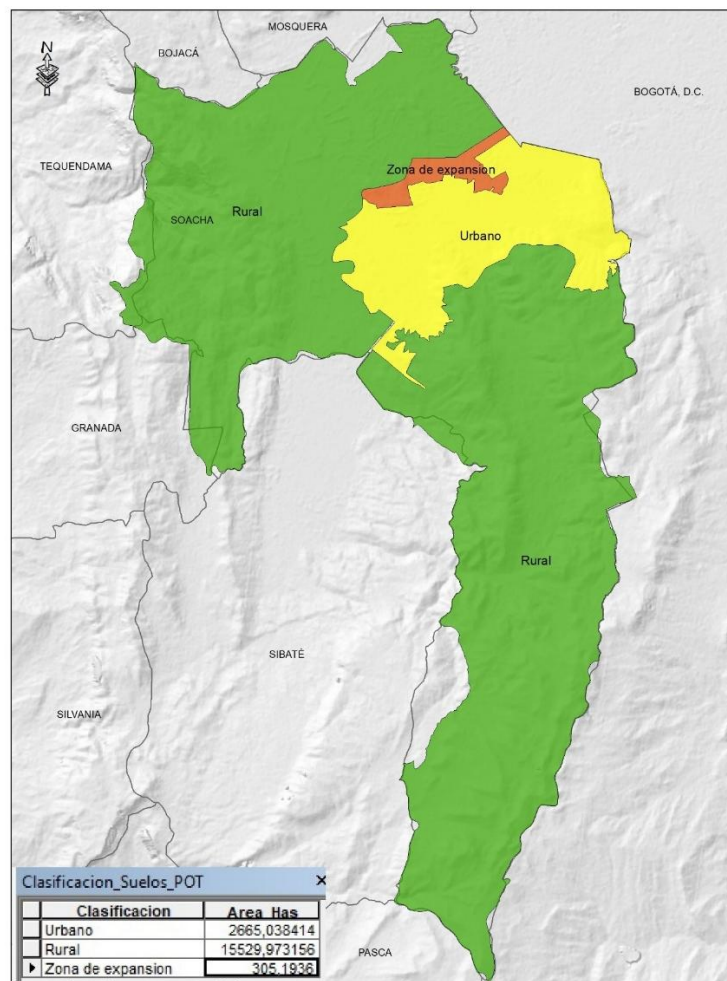 MOSQUERA
N
BOJACÁ
BOGOTÁ, D.C.
TEQUENDAMA
Zona de expansion
SOACHA
Rural
Urbano
GRANADA
Rural
SIBATÉ
SILVANIA
Clasificacion_Suelos_POT
Clasificacion Area_Has
Urbano 2665,038414
Rural 15529,973156
Zona de expansion 305,1936
PASCA